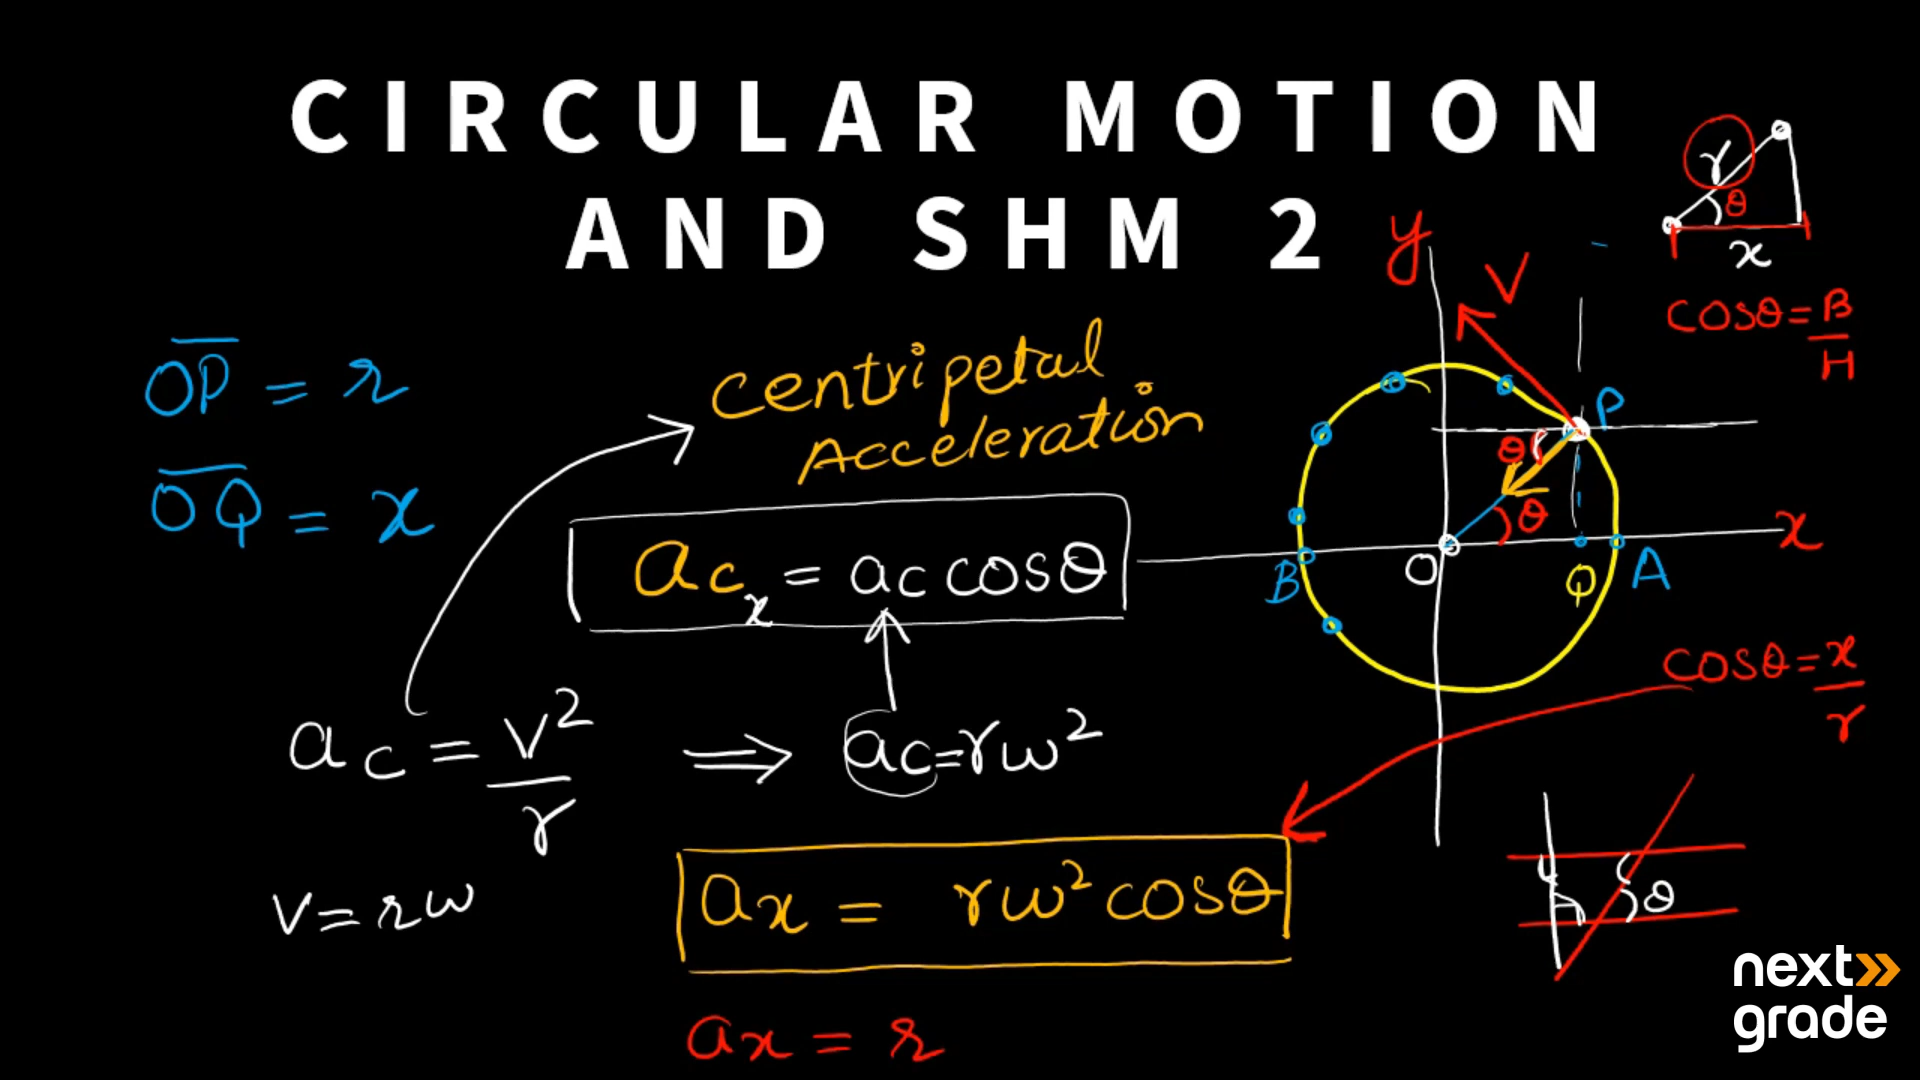 CIRCULAR MOTION
AND SHM 2
OP = r
OQ = x
Centripetal
Acceleration
acₓ = ac cosθ
ac = v²/r ⟹ ac = rω²
v = rω
aₓ = rω² cosθ
aₓ = r
y
V
P
θ
θ
x
O
B
Q
A
r
θ
x
cosθ = B/H
cosθ = x/r
θ
next
grade